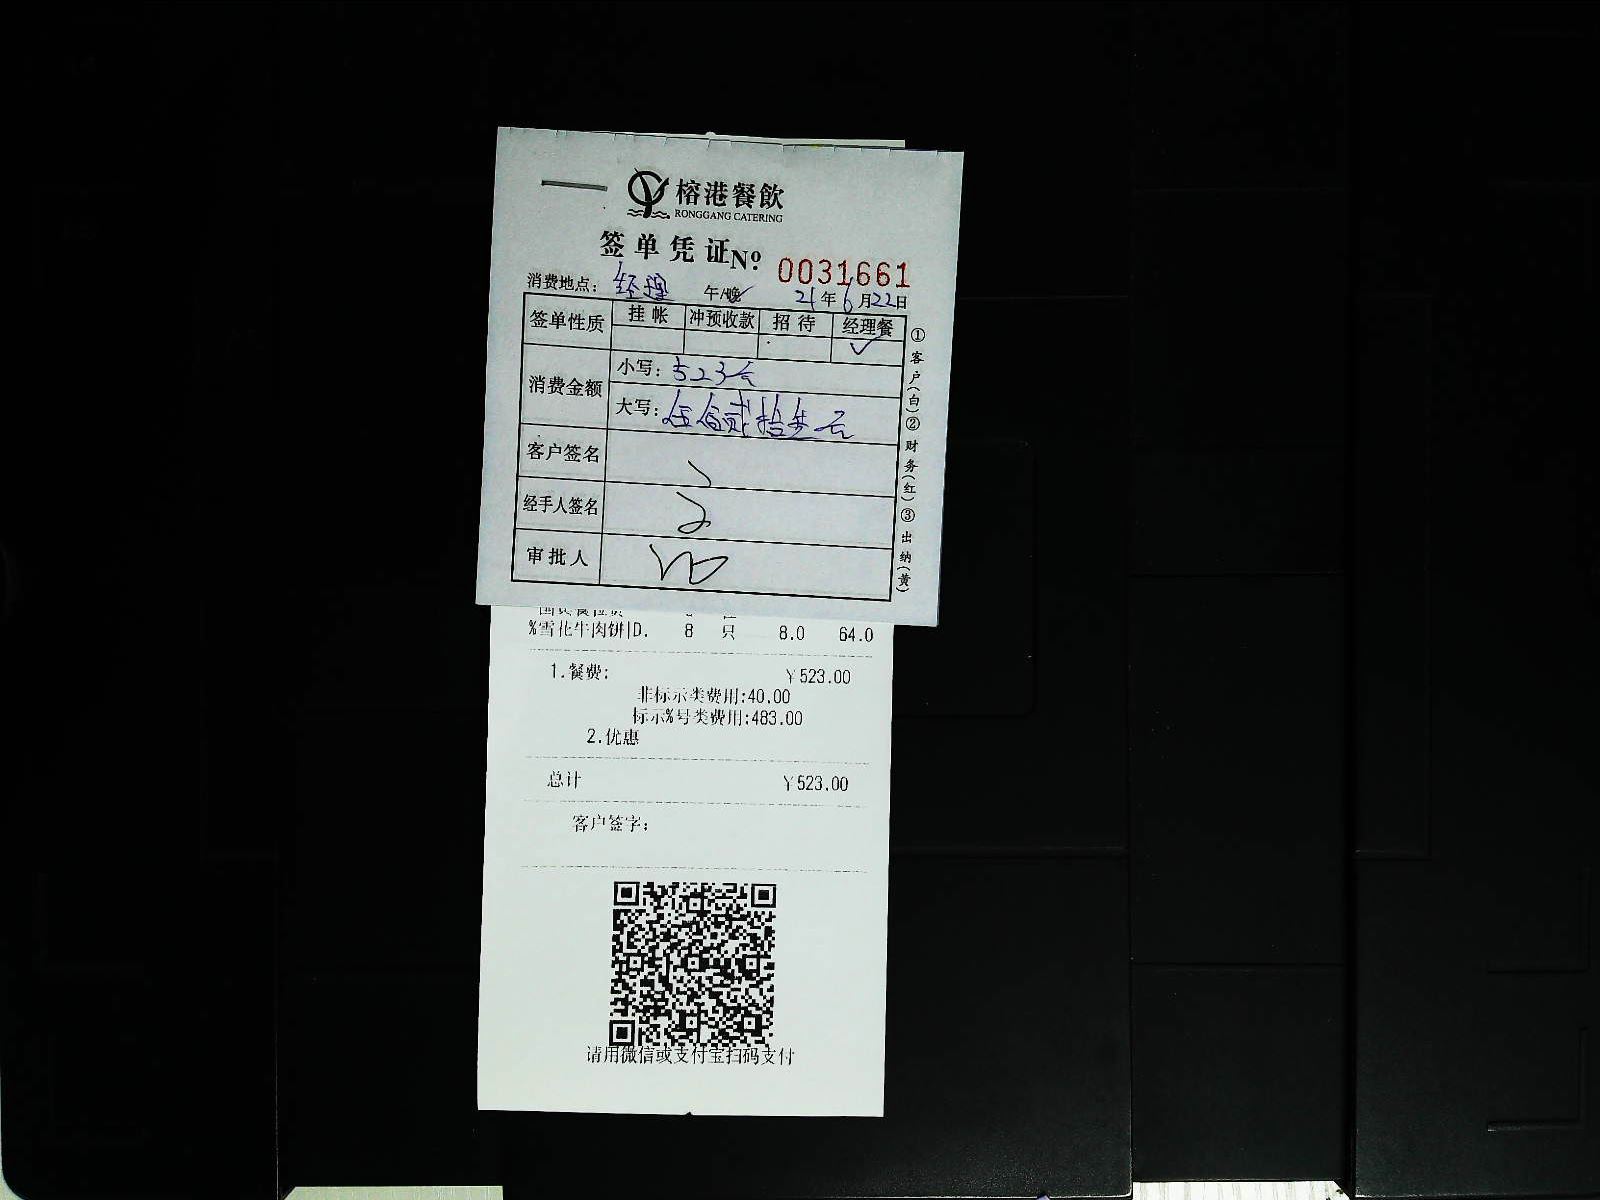 榕港餐飲
RONGGANG CATERING
签单凭证 Nº 0031661
消费地点：经理 午/晚 21年6月22日
签单性质 挂帐 冲预收款 招待 经理餐
✓
消费金额 小写：523元
大写：伍佰贰拾叁元
客户签名
经手人签名
审批人
①客户(白)②财务(红)③出纳(黄)
%雪花牛肉饼|D. 8 只 8.0 64.0
1.餐费: ¥523.00
非标示类费用:40.00
标示%号类费用:483.00
2.优惠
总计 ¥523.00
客户签字:
请用微信或支付宝扫码支付